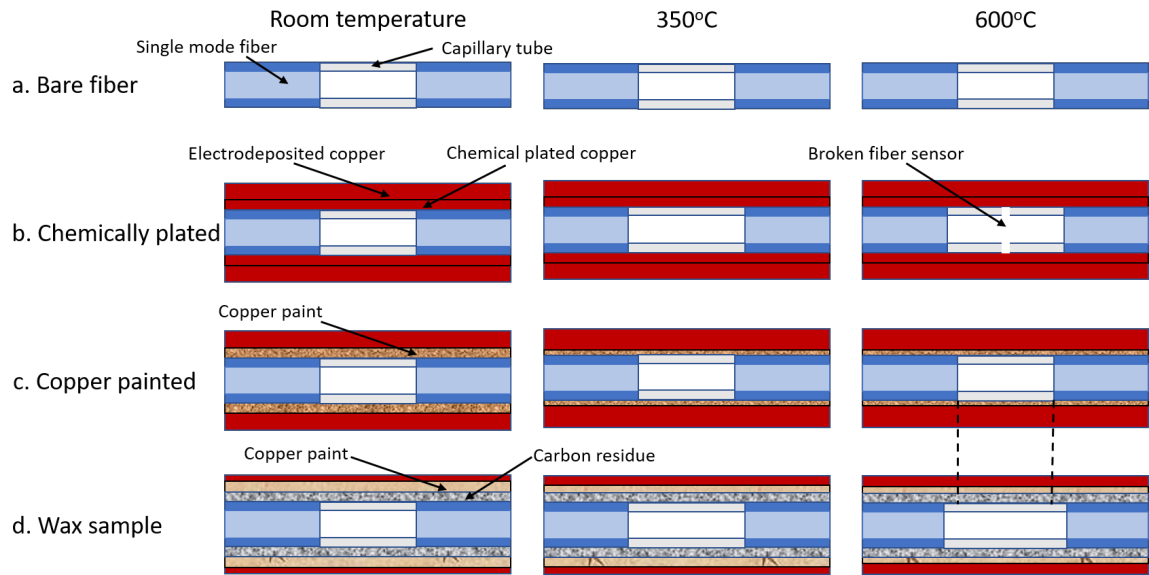 Room temperature
350°C
600°C
Single mode fiber
Capillary tube
a. Bare fiber
Electrodeposited copper
Chemical plated copper
Broken fiber sensor
b. Chemically plated
Copper paint
c. Copper painted
Copper paint
Carbon residue
d. Wax sample